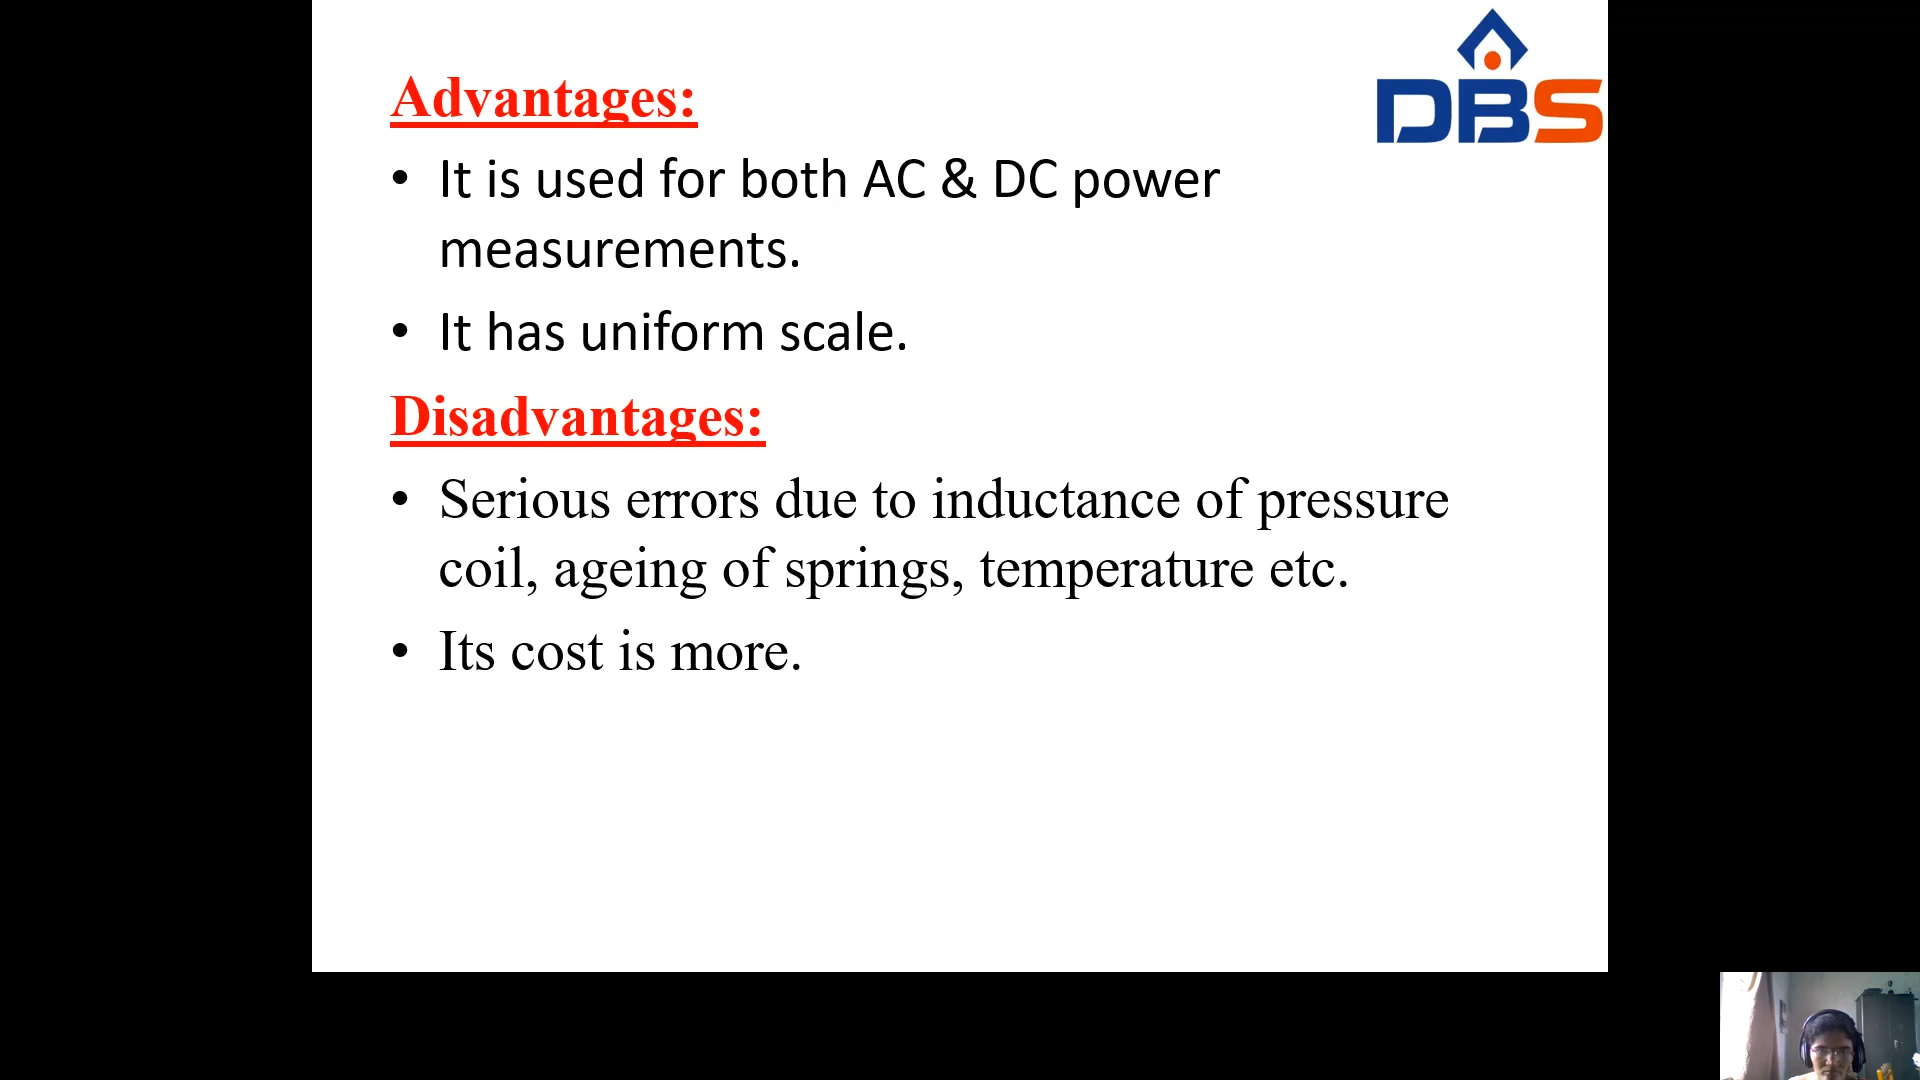 DBS
Advantages:
• It is used for both AC & DC power
measurements.
• It has uniform scale.
Disadvantages:
• Serious errors due to inductance of pressure
coil, ageing of springs, temperature etc.
• Its cost is more.